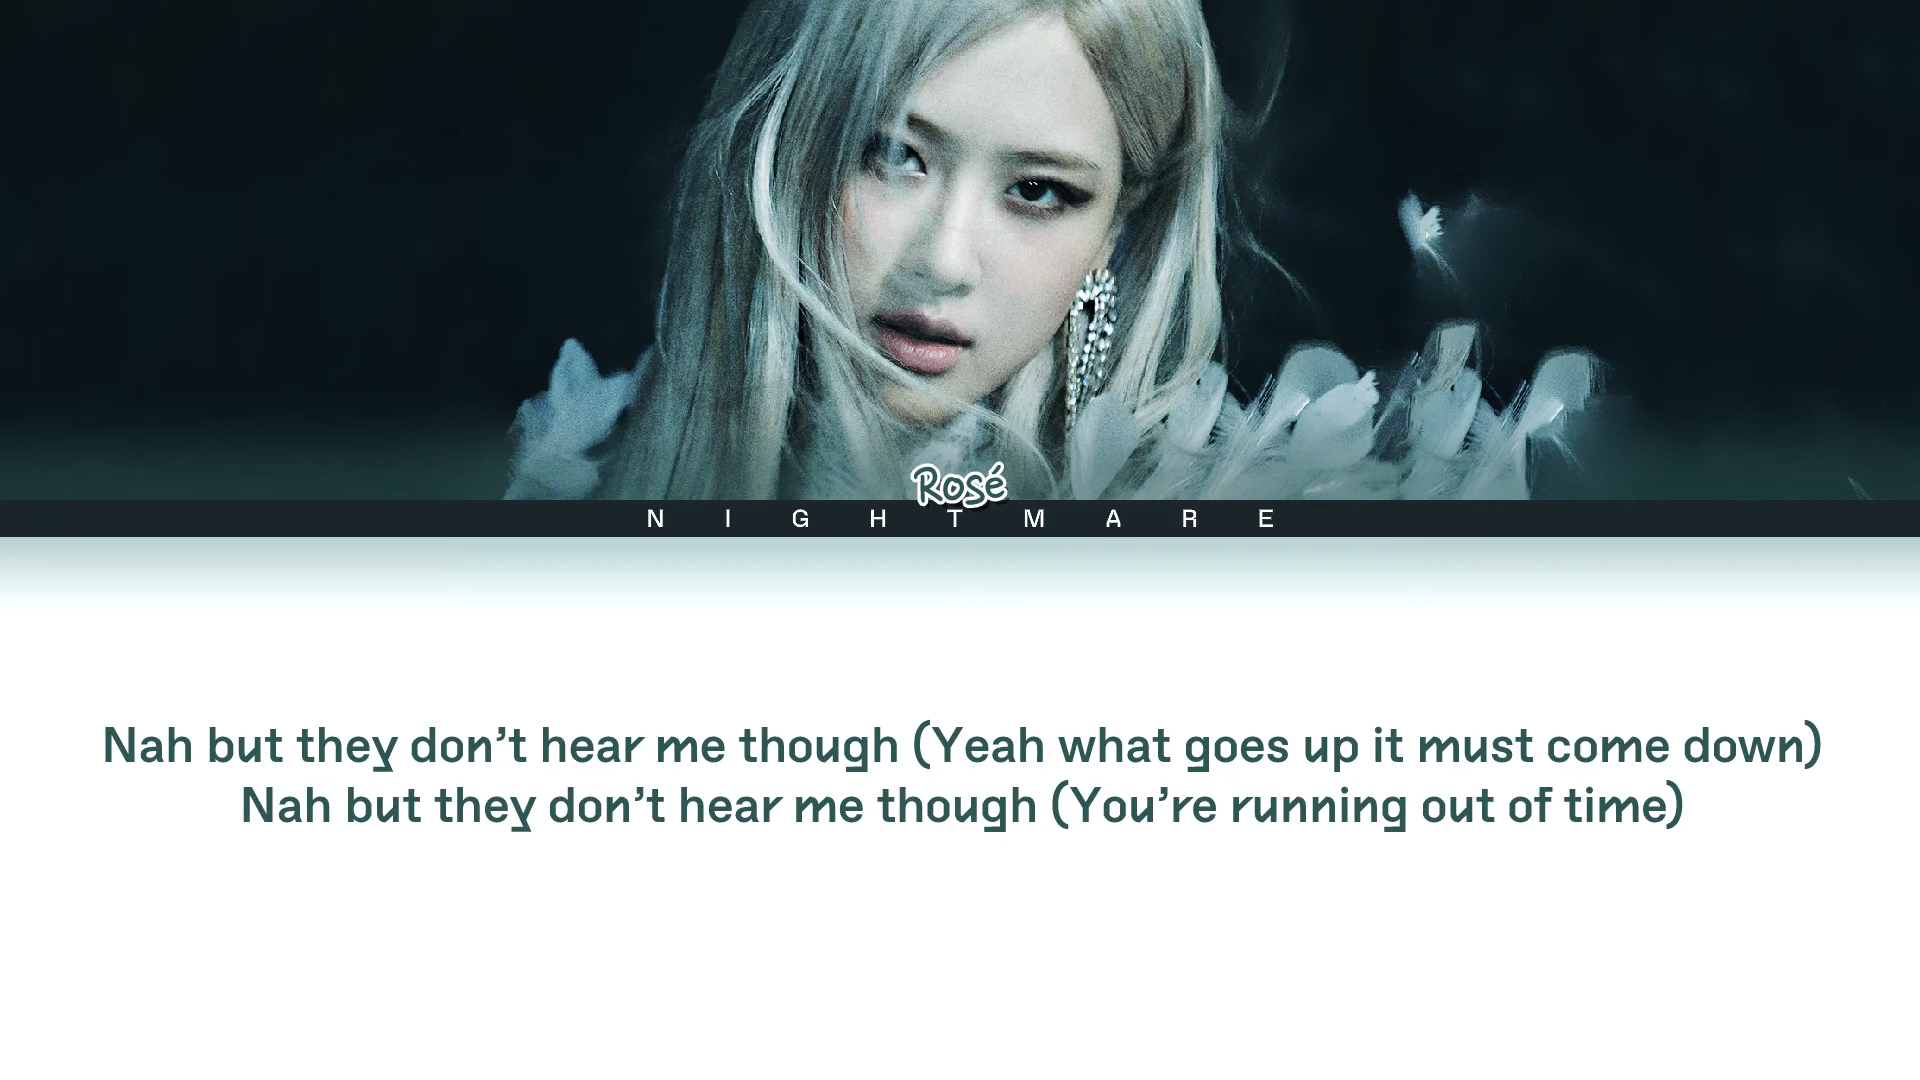 Rosé
NIGHTMARE
Nah but they don’t hear me though (Yeah what goes up it must come down)
Nah but they don’t hear me though (You’re running out of time)